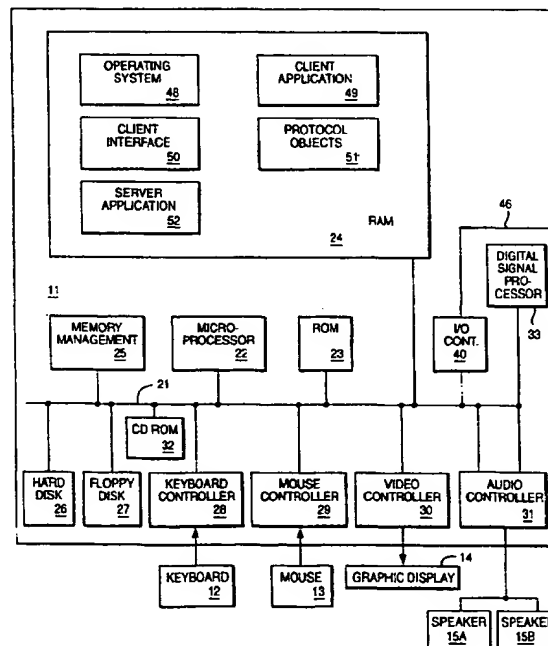 OPERATING
SYSTEM
48
CLIENT
APPLICATION
49
CLIENT
INTERFACE
50
PROTOCOL
OBJECTS
51
SERVER
APPLICATION
52
24
RAM
46
DIGITAL
SIGNAL
PRO-
CESSOR
33
11
MEMORY
MANAGEMENT
25
MICRO-
PROCESSOR
22
ROM
23
I/O
CONT.
40
21
CD ROM
32
HARD
DISK
26
FLOPPY
DISK
27
KEYBOARD
CONTROLLER
28
MOUSE
CONTROLLER
29
VIDEO
CONTROLLER
30
AUDIO
CONTROLLER
31
KEYBOARD
12
MOUSE
13
14
GRAPHIC DISPLAY
SPEAKER
15A
SPEAKER
15B